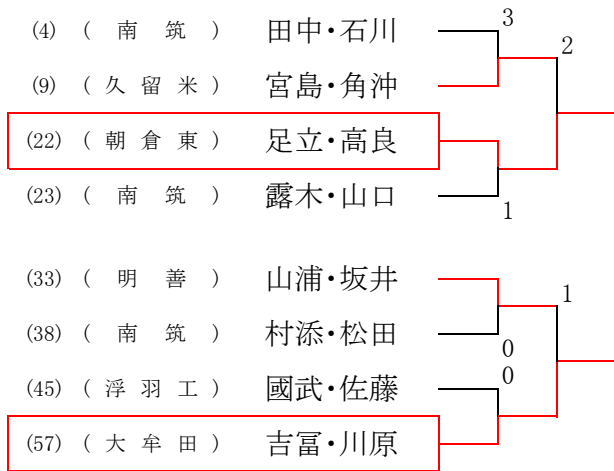 (4) ( 南 筑 ) 田中・石川 3
2
(9) ( 久 留 米 ) 宮島・角沖
(22) ( 朝 倉 東 ) 足立・高良
(23) ( 南 筑 ) 露木・山口 1
(33) ( 明 善 ) 山浦・坂井
1
(38) ( 南 筑 ) 村添・松田 0
(45) ( 浮 羽 工 ) 國武・佐藤 0
(57) ( 大 牟 田 ) 吉冨・川原